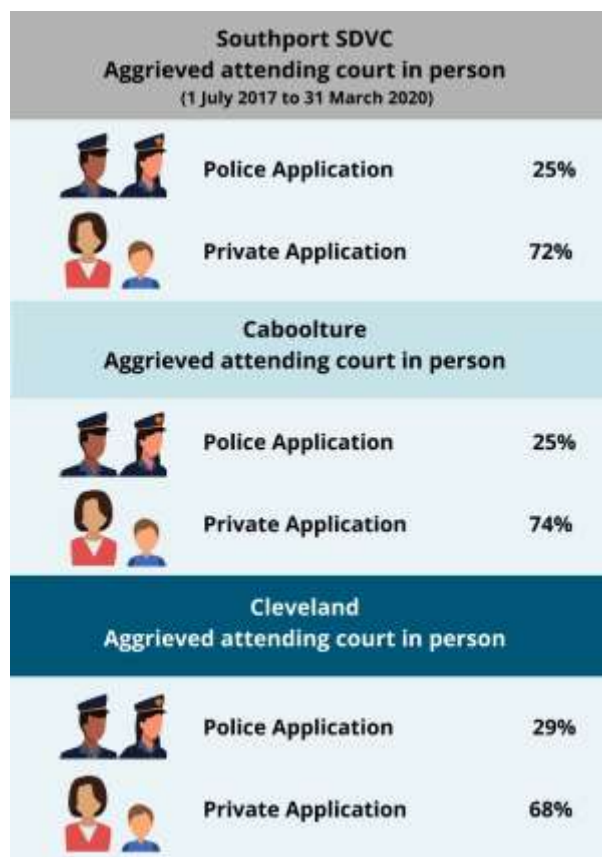 Southport SDVC
Aggrieved attending court in person
(1 July 2017 to 31 March 2020)
Police Application 25%
Private Application 72%
Caboolture
Aggrieved attending court in person
Police Application 25%
Private Application 74%
Cleveland
Aggrieved attending court in person
Police Application 29%
Private Application 68%